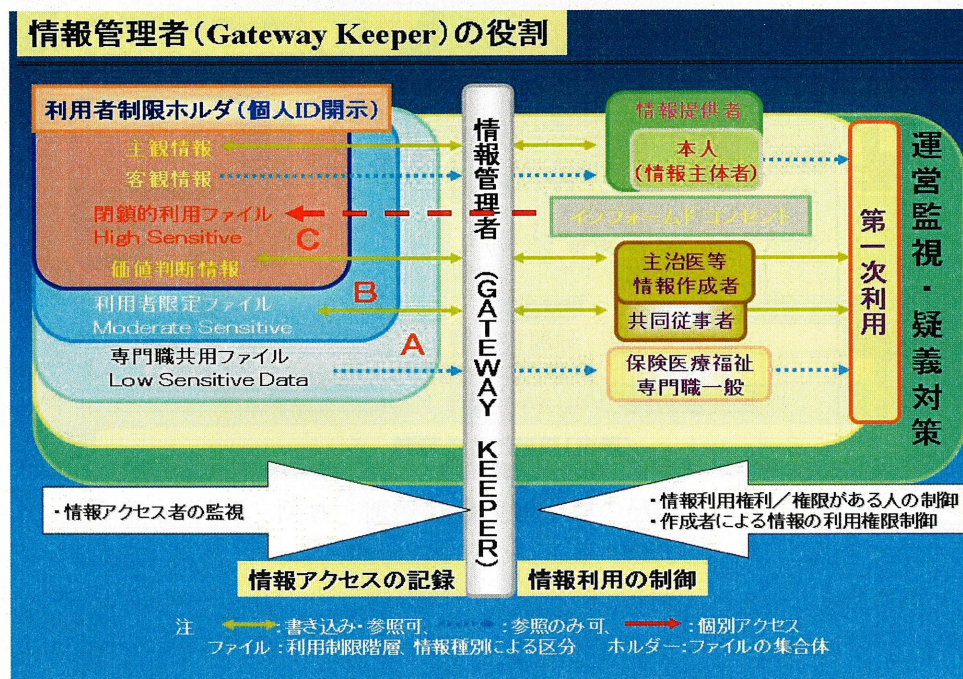 情報管理者(Gateway Keeper)の役割
利用者制限ホルダ(個人ID開示)
主観情報
客観情報
閉鎖的利用ファイル
High Sensitive
C
価値判断情報
B
利用者限定ファイル
Moderate Sensitive
A
専門職共用ファイル
Low Sensitive Data
情報管理者(GATEWAY KEEPER)
情報提供者
本人
(情報主体者)
インフォームド コンセント
主治医等
情報作成者
共同従事者
保険医療福祉
専門職一般
第一次利用
運営監視・疑義対策
・情報アクセス者の監視
・情報利用権利/権限がある人の制御
・作成者による情報の利用権限制御
情報アクセスの記録
情報利用の制御
注 :書き込み・参照可、 :参照のみ可、 :個別アクセス
ファイル:利用制限階層、情報種別による区分 ホルダー:ファイルの集合体